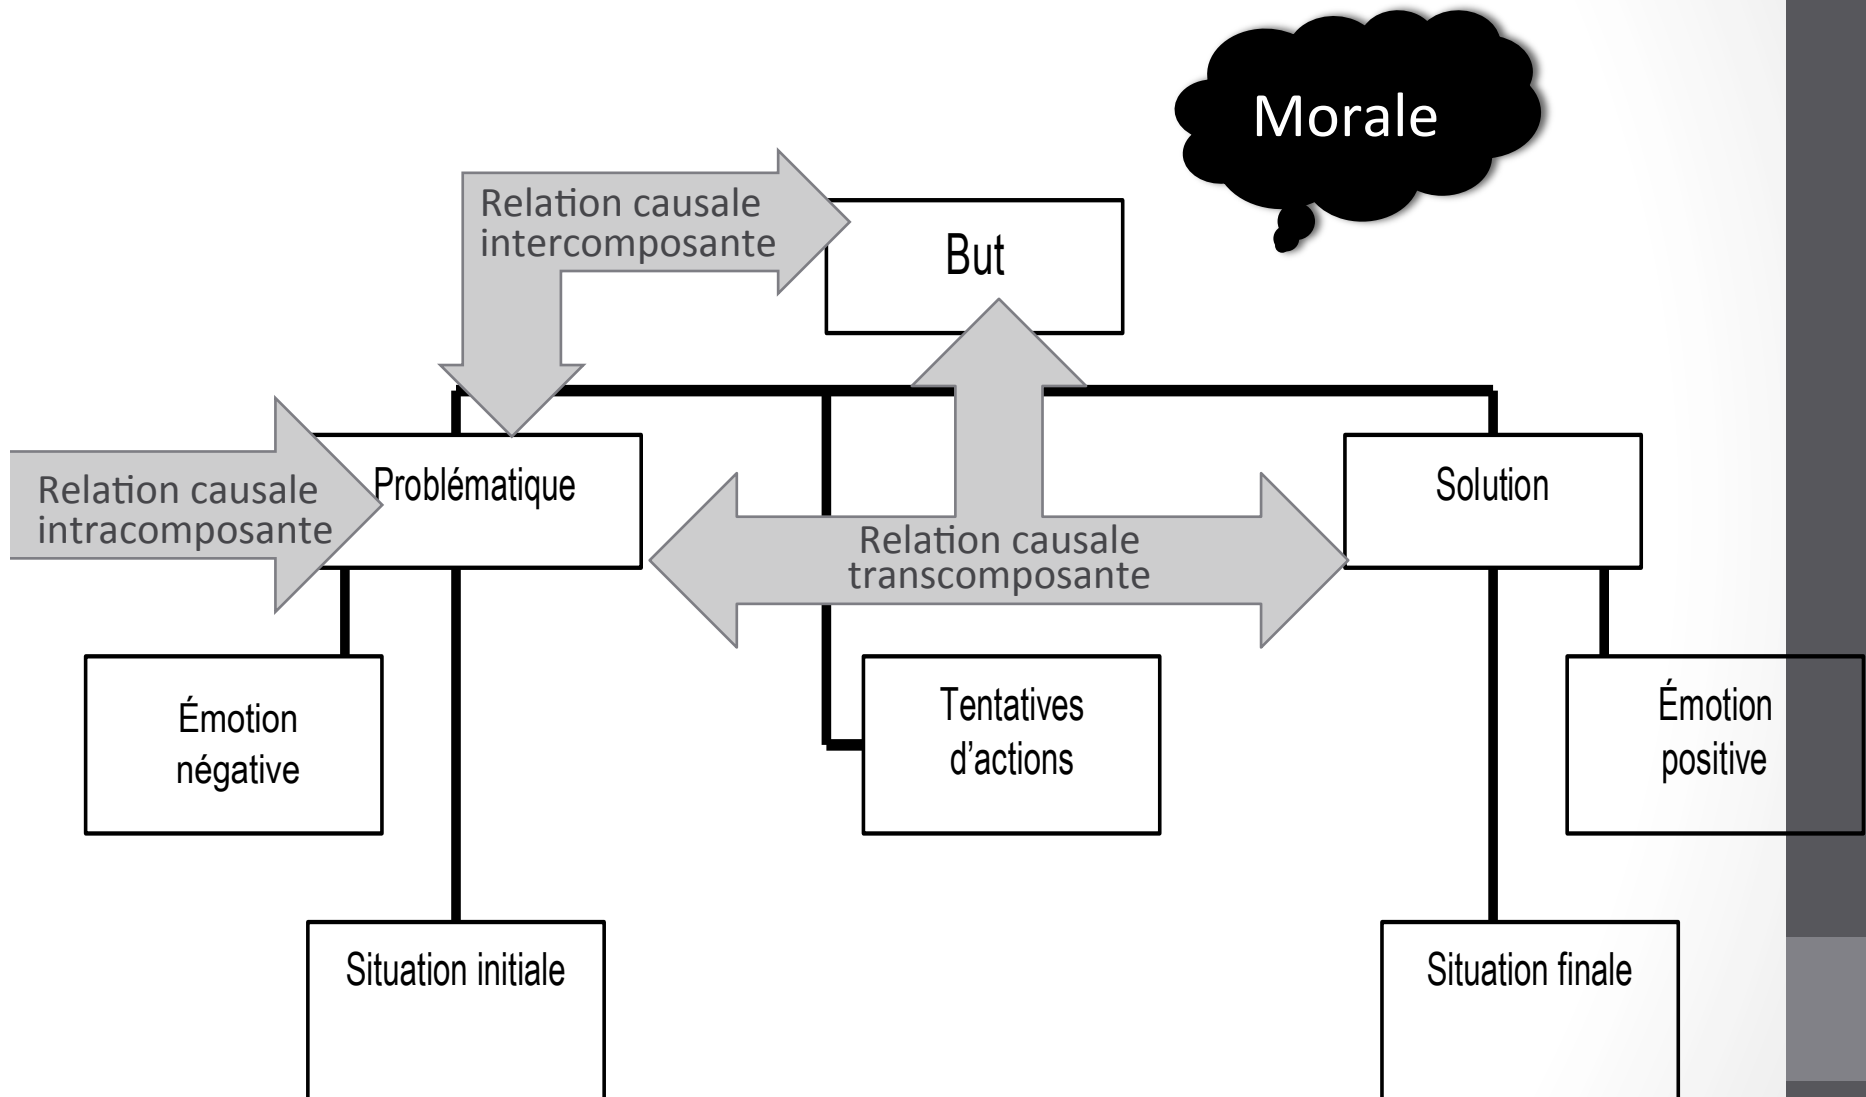 Morale
Relation causale
intercomposante
But
Relation causale
intracomposante
Problématique
Solution
Relation causale
transcomposante
Émotion
négative
Tentatives
d’actions
Émotion
positive
Situation initiale
Situation finale